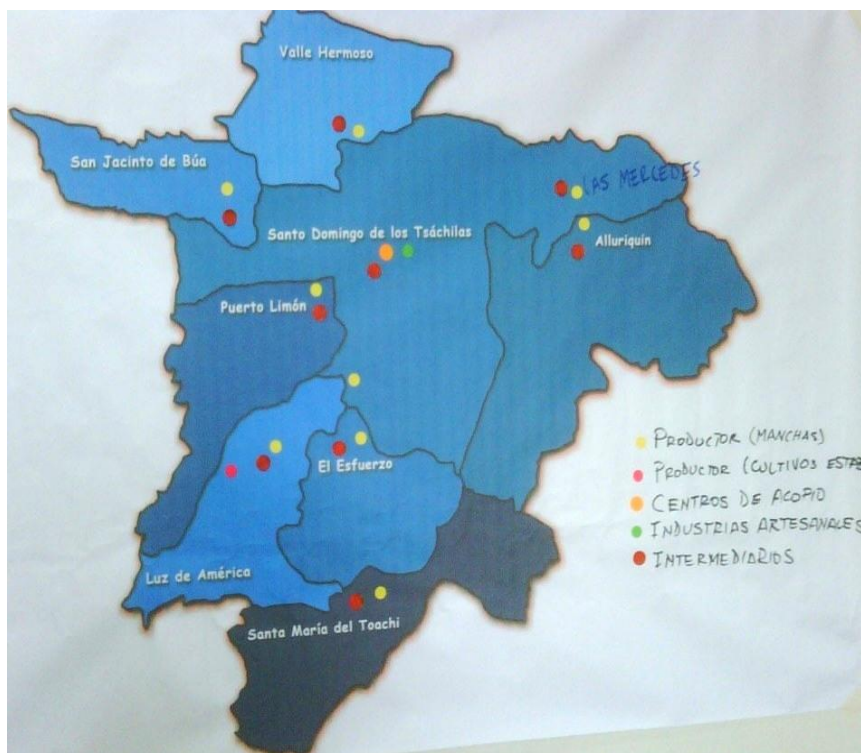 Valle Hermoso
San Jacinto de Búa
LAS MERCEDES
Santo Domingo de los Tsáchilas
Alluriquín
Puerto Limón
El Esfuerzo
Luz de América
Santa María del Toachi
PRODUCTOR (MANCHAS)
PRODUCTOR (CULTIVOS ESTAB
CENTROS DE ACOPIO
INDUSTRIAS ARTESANALES
INTERMEDIARIOS